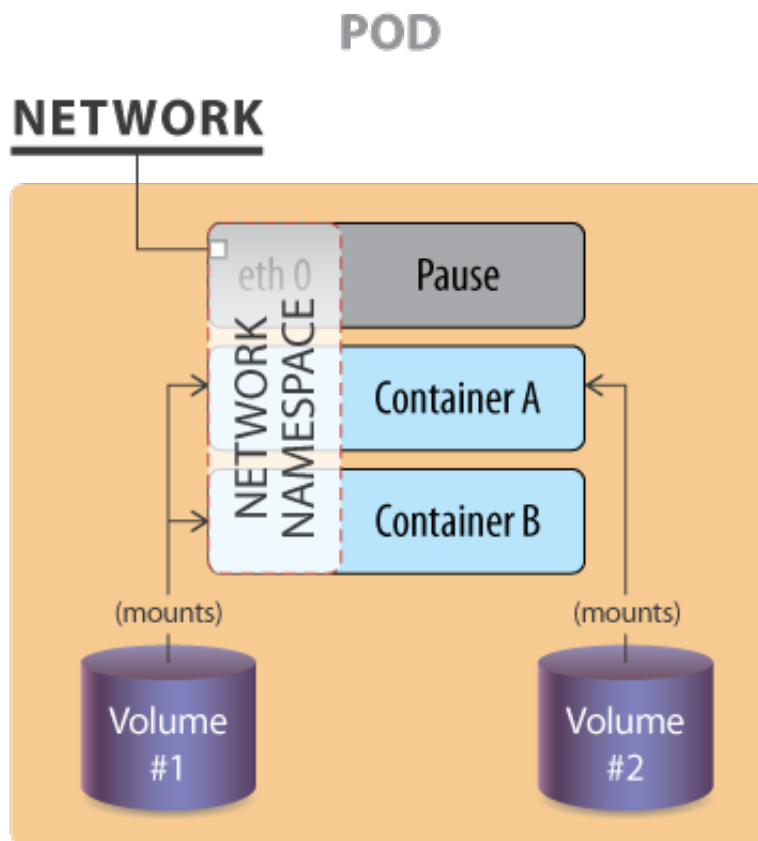 POD
NETWORK
eth 0
Pause
NETWORK
NAMESPACE
Container A
Container B
(mounts)
(mounts)
Volume
#1
Volume
#2